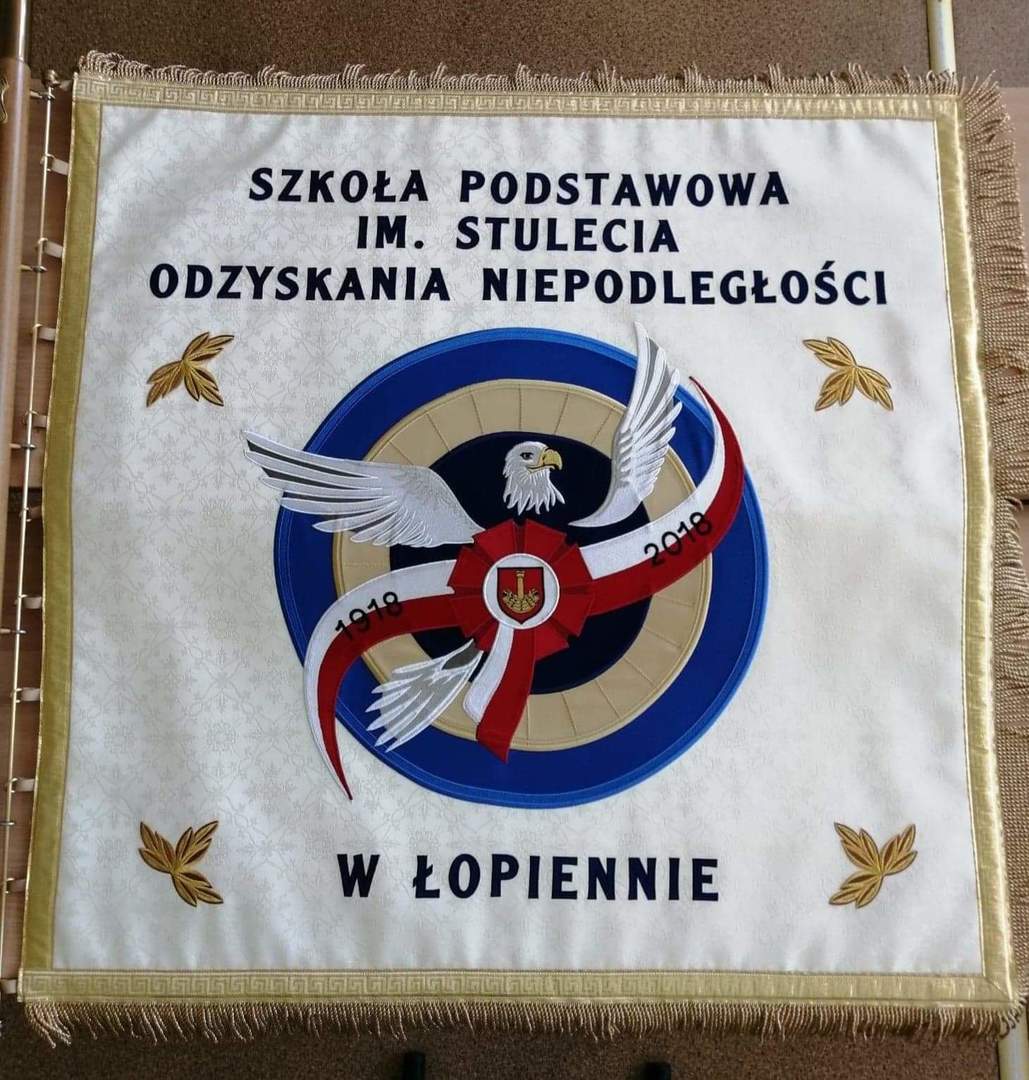 SZKOŁA PODSTAWOWA
IM. STULECIA
ODZYSKANIA NIEPODLEGŁOŚCI
1918
2018
W ŁOPIENNIE